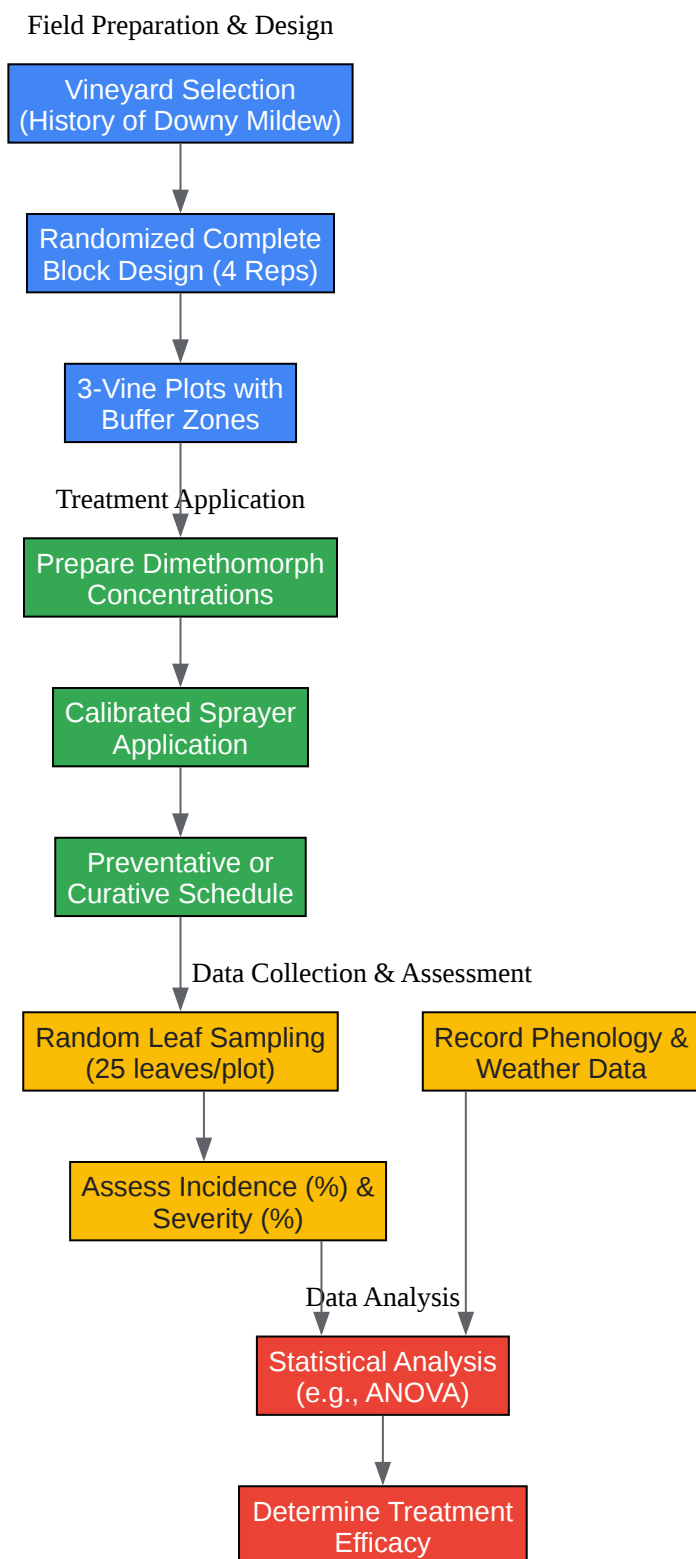 Field Preparation & Design
Vineyard Selection
(History of Downy Mildew)
Randomized Complete
Block Design (4 Reps)
3-Vine Plots with
Buffer Zones
Treatment Application
Prepare Dimethomorph
Concentrations
Calibrated Sprayer
Application
Preventative or
Curative Schedule
Data Collection & Assessment
Random Leaf Sampling
(25 leaves/plot)
Record Phenology &
Weather Data
Assess Incidence (%) &
Severity (%)
Data Analysis
Statistical Analysis
(e.g., ANOVA)
Determine Treatment
Efficacy